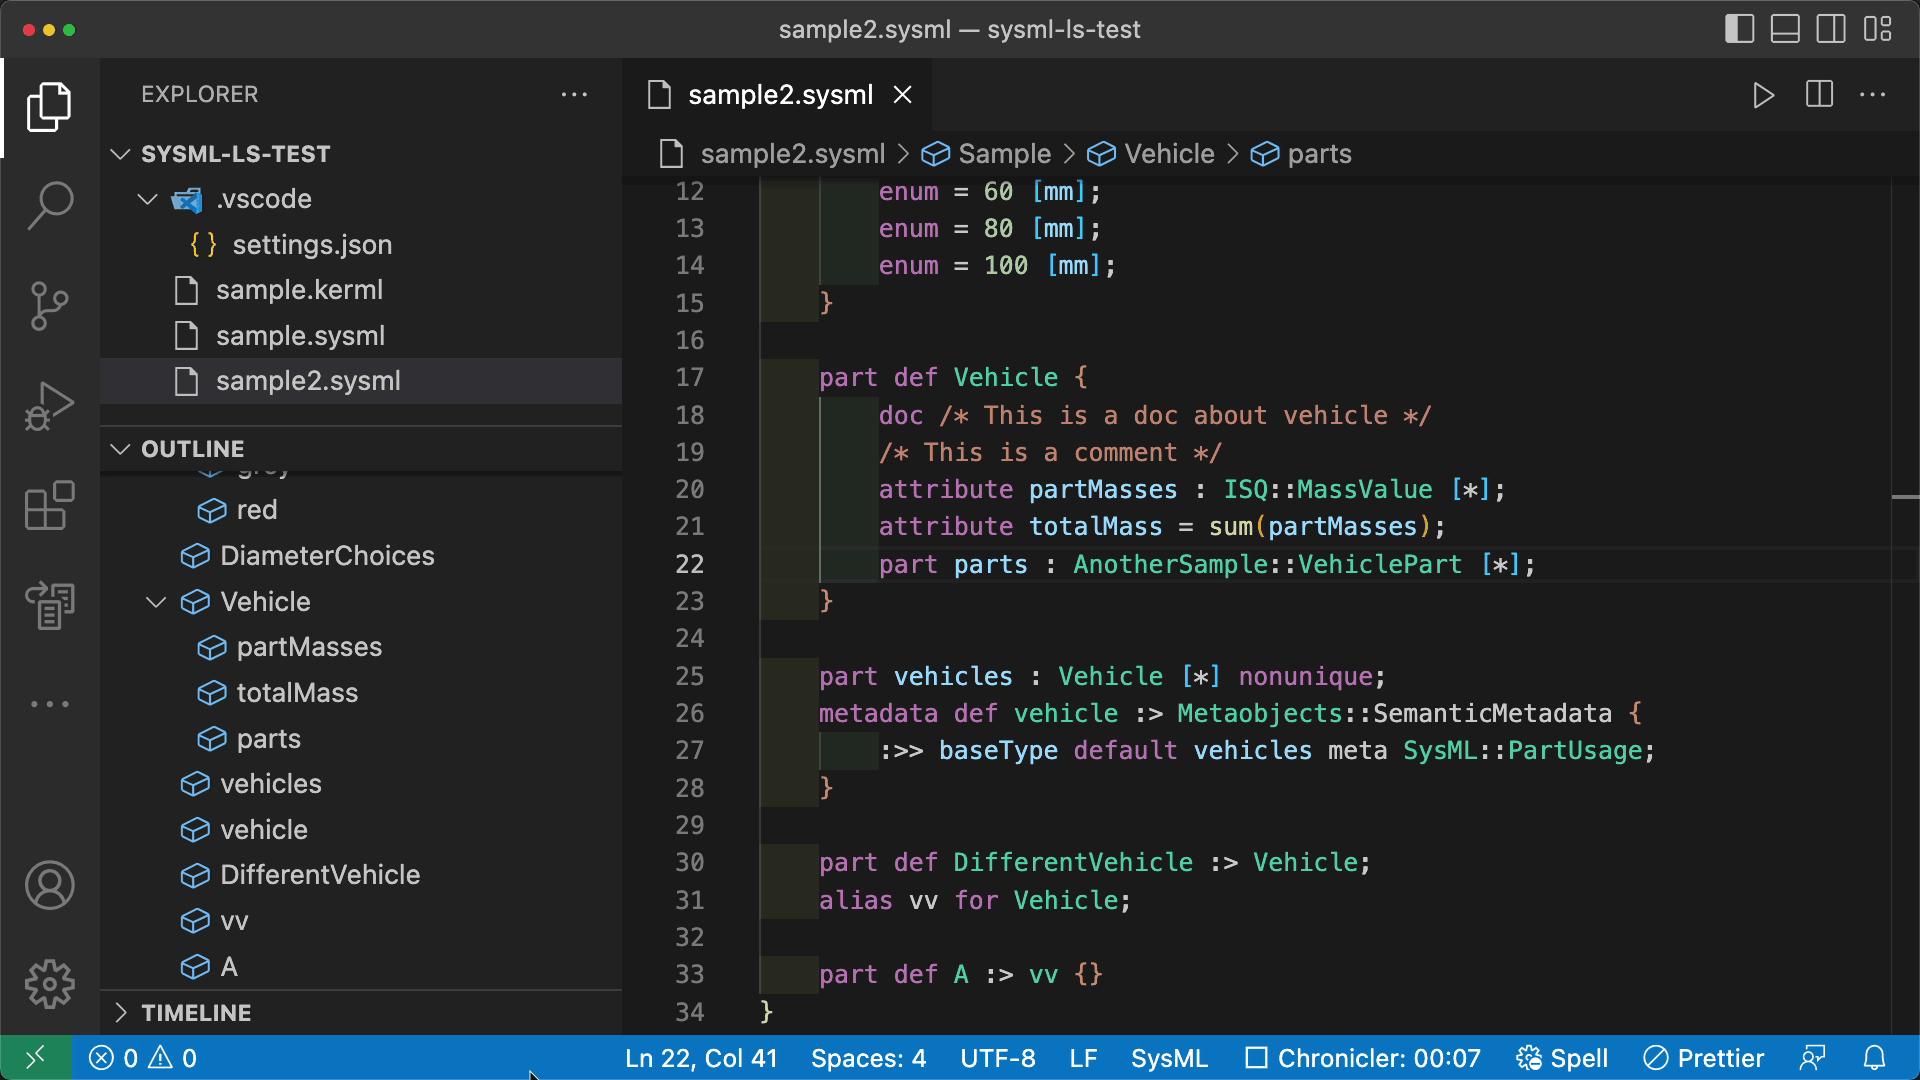 sample2.sysml — sysml-ls-test
EXPLORER
SYSML-LS-TEST
.vscode
{ } settings.json
sample.kerml
sample.sysml
sample2.sysml
OUTLINE
red
DiameterChoices
Vehicle
partMasses
totalMass
parts
vehicles
vehicle
DifferentVehicle
vv
A
TIMELINE
sample2.sysml
sample2.sysml > Sample > Vehicle > parts
12 enum = 60 [mm];
13 enum = 80 [mm];
14 enum = 100 [mm];
15 }
16
17 part def Vehicle {
18 doc /* This is a doc about vehicle */
19 /* This is a comment */
20 attribute partMasses : ISQ::MassValue [*];
21 attribute totalMass = sum(partMasses);
22 part parts : AnotherSample::VehiclePart [*];
23 }
24
25 part vehicles : Vehicle [*] nonunique;
26 metadata def vehicle :> Metaobjects::SemanticMetadata {
27 :>> baseType default vehicles meta SysML::PartUsage;
28 }
29
30 part def DifferentVehicle :> Vehicle;
31 alias vv for Vehicle;
32
33 part def A :> vv {}
34 }
0 0 Ln 22, Col 41 Spaces: 4 UTF-8 LF SysML Chronicler: 00:07 Spell Prettier